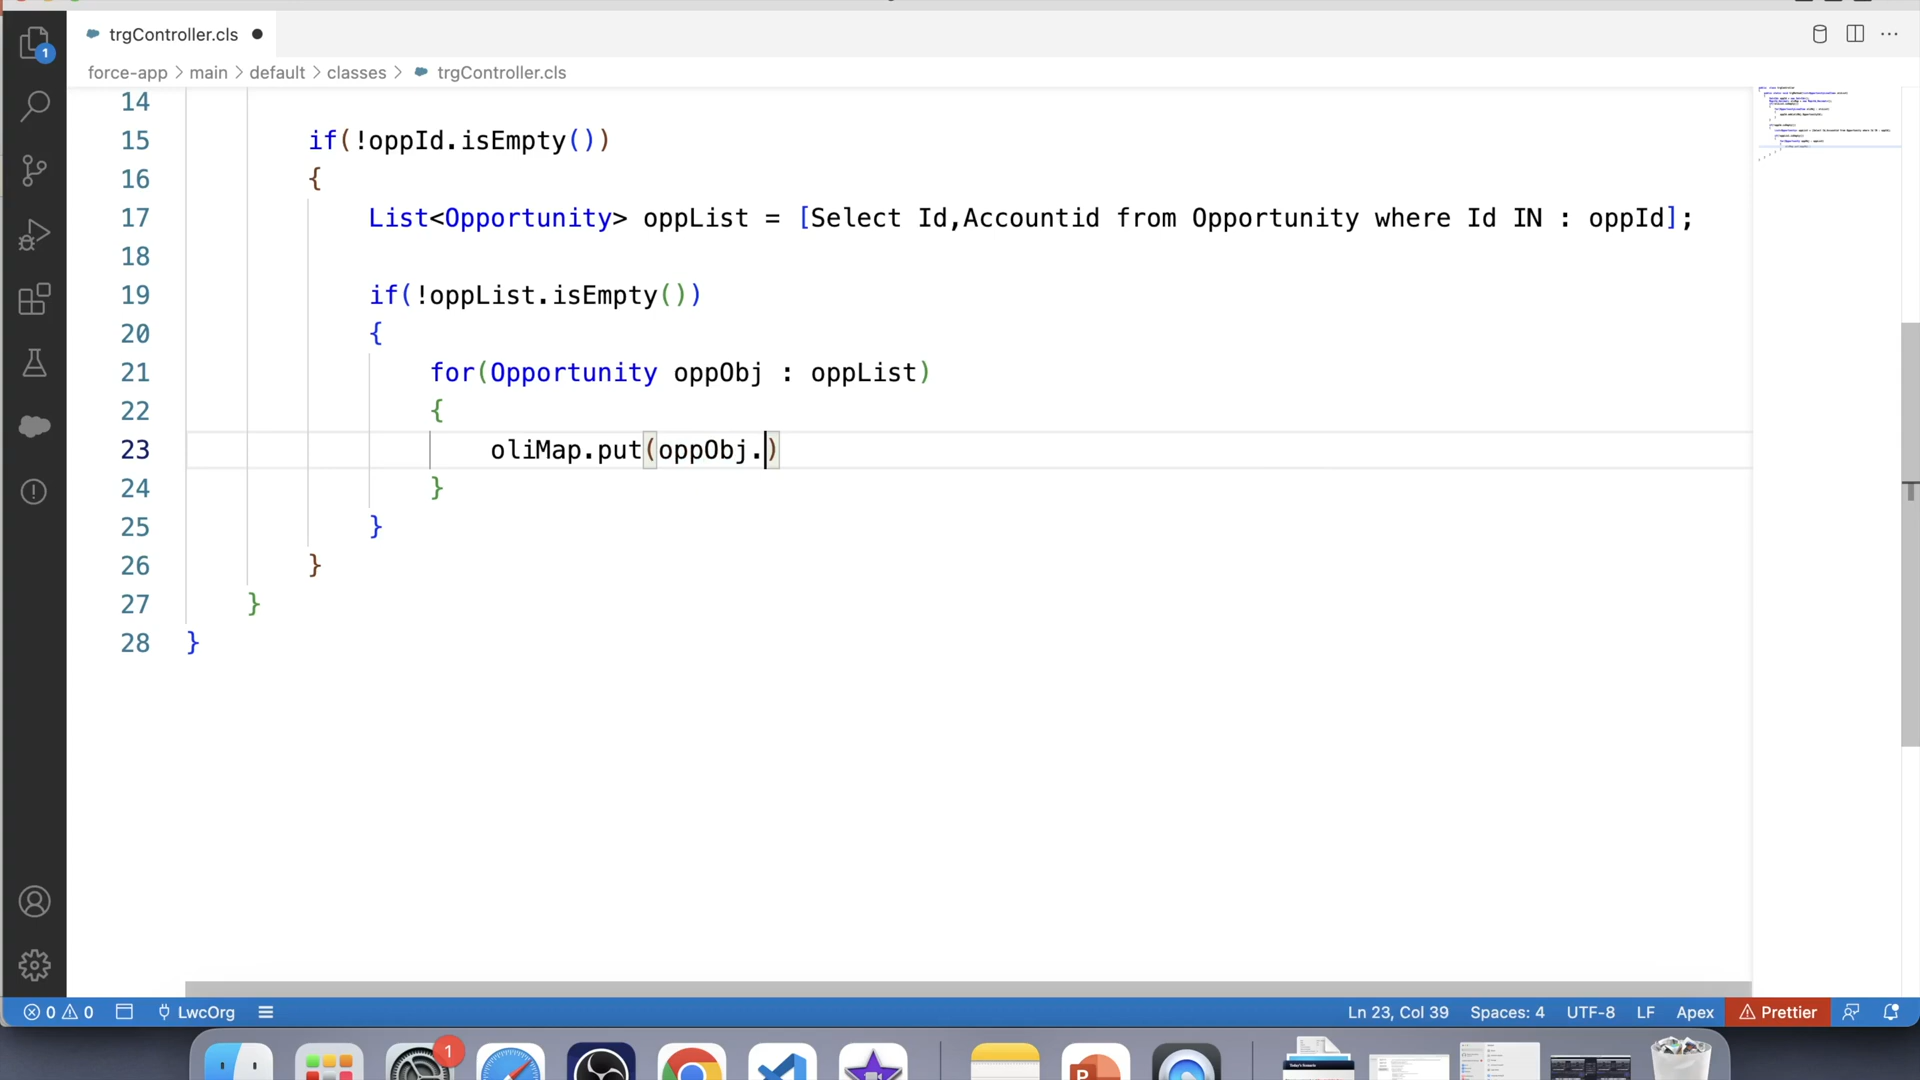 1
trgController.cls
force-app > main > default > classes > trgController.cls
14
15 if(!oppId.isEmpty())
16 {
17 List<Opportunity> oppList = [Select Id,Accountid from Opportunity where Id IN : oppId];
18
19 if(!oppList.isEmpty())
20 {
21 for(Opportunity oppObj : oppList)
22 {
23 oliMap.put(oppObj.)
24 }
25 }
26 }
27 }
28 }
0 0 LwcOrg Ln 23, Col 39 Spaces: 4 UTF-8 LF Apex Prettier
1
P